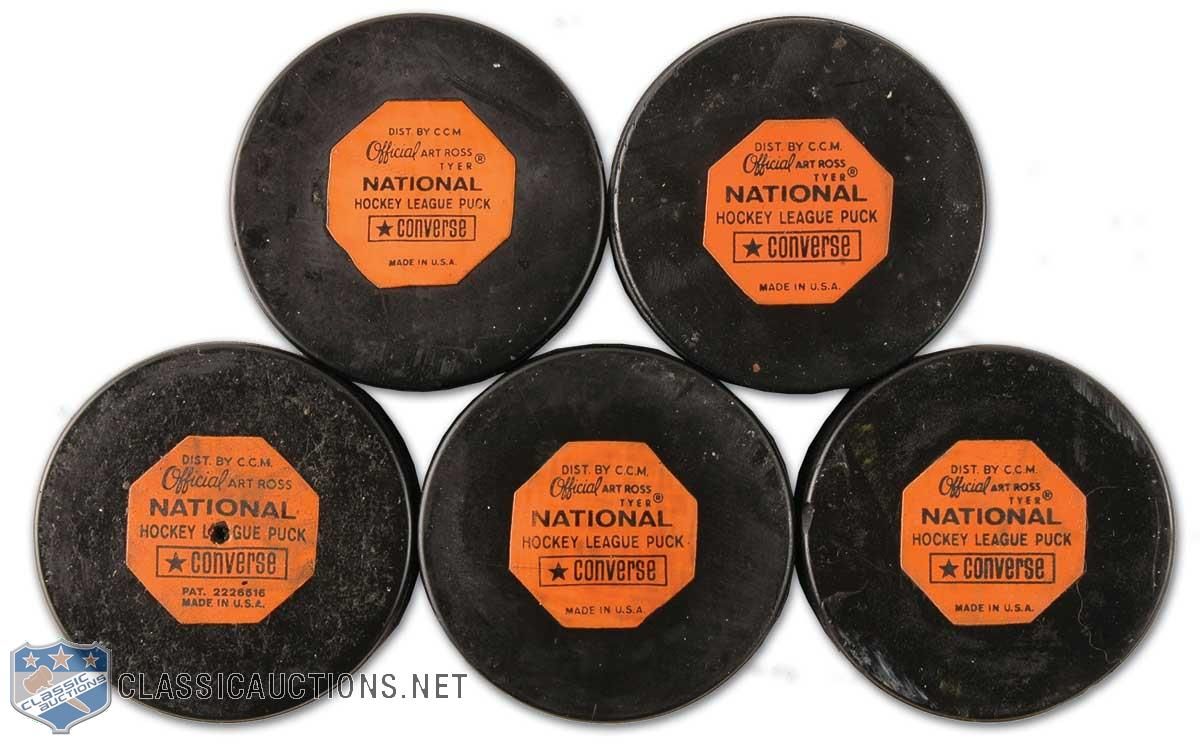 DIST. BY C.C.M
Official ART ROSS
TYER®
NATIONAL
HOCKEY LEAGUE PUCK
★ converse
MADE IN U.S.A.
DIST. BY C.C.M.
Official ART ROSS
TYER®
NATIONAL
HOCKEY LEAGUE PUCK
★ converse
MADE IN U.S.A.
DIST. BY C.C.M.
Official ART ROSS
NATIONAL
HOCKEY GUE PUCK
★ converse
PAT. 2226516
MADE IN U.S.A.
DIST. BY C.C.M.
Official ART ROSS
TYER®
NATIONAL
HOCKEY LEAGUE PUCK
★ converse
MADE IN U.S.A.
DIST. BY C.C.M.
Official ART ROSS
TYER®
NATIONAL
HOCKEY LEAGUE PUCK
★ converse
MADE IN U.S.A.
CLASSIC
AUCTIONS
CLASSICAUCTIONS.NET